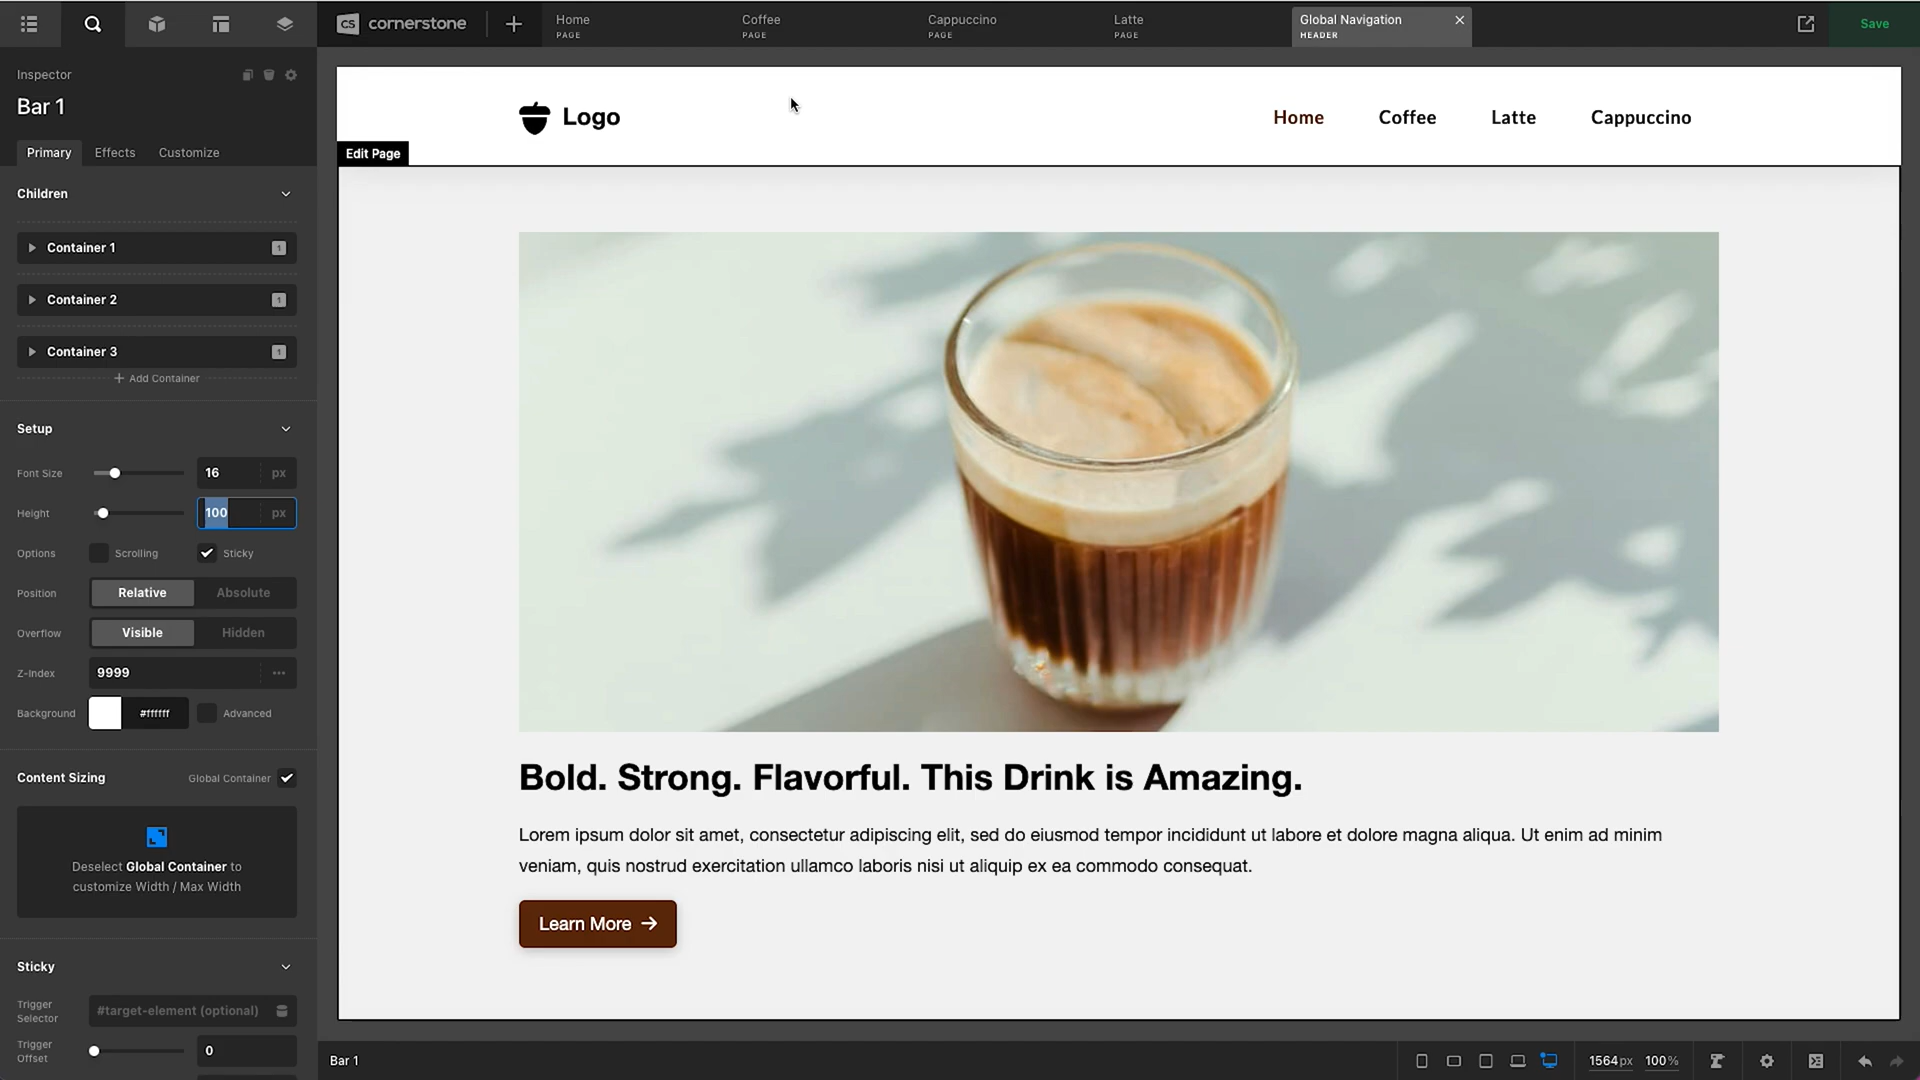 CS cornerstone
Home
PAGE
Coffee
PAGE
Cappuccino
PAGE
Latte
PAGE
Global Navigation
HEADER
Save
Inspector
Bar 1
Primary
Effects
Customize
Children
Container 1
1
Container 2
1
Container 3
1
Add Container
Setup
Font Size
16
px
Height
100
px
Options
Scrolling
Sticky
Position
Relative
Absolute
Overflow
Visible
Hidden
Z-Index
9999
Background
#ffffff
Advanced
Content Sizing
Global Container
Deselect Global Container to
customize Width / Max Width
Sticky
Trigger
Selector
#target-element (optional)
Trigger
Offset
0
Logo
Home
Coffee
Latte
Cappuccino
Edit Page
Bold. Strong. Flavorful. This Drink is Amazing.
Lorem ipsum dolor sit amet, consectetur adipiscing elit, sed do eiusmod tempor incididunt ut labore et dolore magna aliqua. Ut enim ad minim
veniam, quis nostrud exercitation ullamco laboris nisi ut aliquip ex ea commodo consequat.
Learn More
Bar 1
1564px
100%